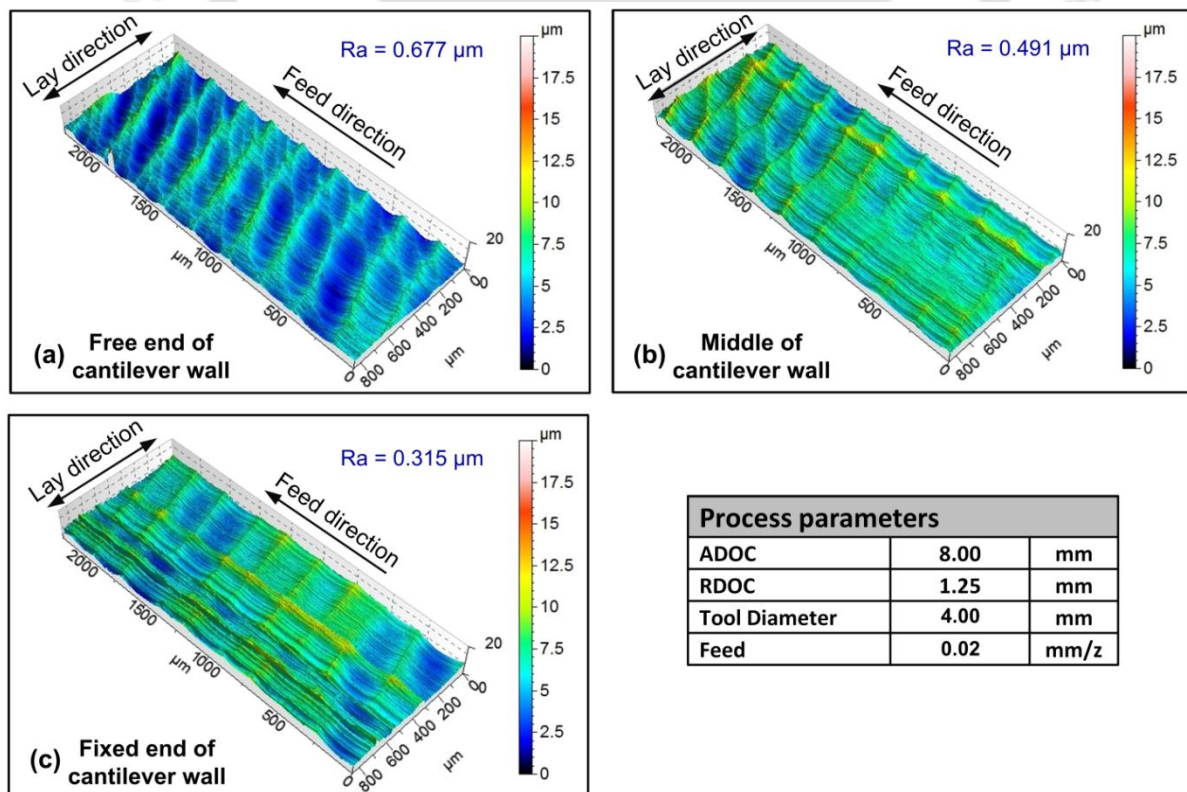 µm
Lay direction
Feed direction
Ra = 0.677 µm
17.5
15
12.5
10
7.5
5
2.5
0
20
0
2000
1500
1000
500
0
µm
0
200
400
600
800
µm
(a)
Free end of
cantilever wall
µm
Lay direction
Feed direction
Ra = 0.491 µm
17.5
15
12.5
10
7.5
5
2.5
0
20
0
2000
1500
1000
500
0
µm
0
200
400
600
800
µm
(b)
Middle of
cantilever wall
µm
Lay direction
Feed direction
Ra = 0.315 µm
17.5
15
12.5
10
7.5
5
2.5
0
20
0
2000
1500
1000
500
0
µm
0
200
400
600
800
µm
(c)
Fixed end of
cantilever wall
Process parameters
ADOC 8.00 mm
RDOC 1.25 mm
Tool Diameter 4.00 mm
Feed 0.02 mm/z